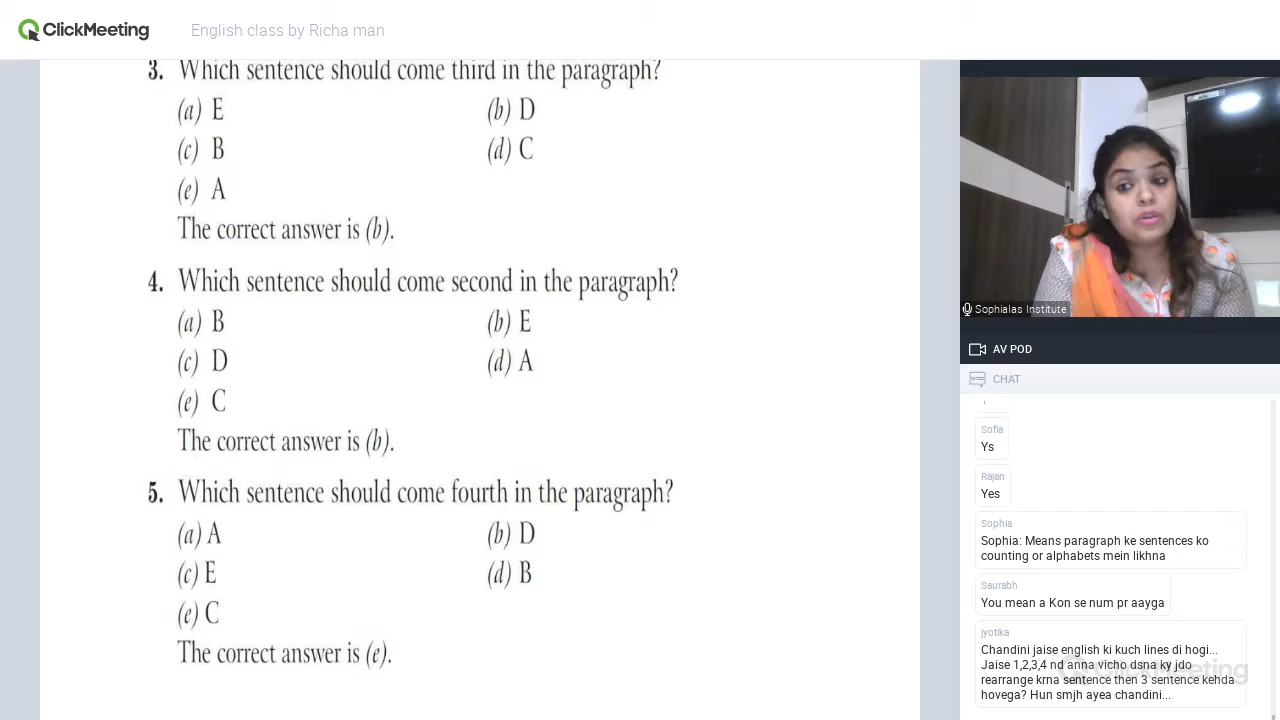 ClickMeeting
English class by Richa man
3. Which sentence should come third in the paragraph?
(a) E
(b) D
(c) B
(d) C
(e) A
The correct answer is (b).
4. Which sentence should come second in the paragraph?
(a) B
(b) E
(c) D
(d) A
(e) C
The correct answer is (b).
5. Which sentence should come fourth in the paragraph?
(a) A
(b) D
(c) E
(d) B
(e) C
The correct answer is (e).
Sophialas Institute
AV POD
CHAT
Sofia
Ys
Rajan
Yes
Sophia
Sophia: Means paragraph ke sentences ko
counting or alphabets mein likhna
Saurabh
You mean a Kon se num pr aayga
jyotika
Chandini jaise english ki kuch lines di hogi...
Jaise 1,2,3,4 nd anna vicho dsna ky jdo
rearrange krna sentence then 3 sentence kehda
hovega? Hun smjh ayea chandini...
ClickMeeting